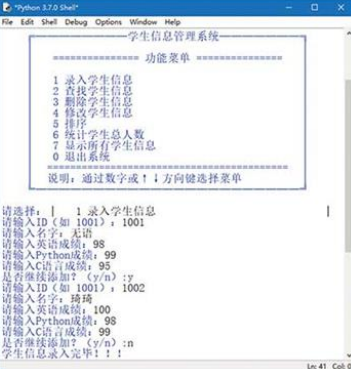 *Python 3.7.0 Shell*
File Edit Shell Debug Options Window Help
学生信息管理系统
=============== 功能菜单 ===============
1 录入学生信息
2 查找学生信息
3 删除学生信息
4 修改学生信息
5 排序
6 统计学生总人数
7 显示所有学生信息
0 退出系统
说明：通过数字或↑↓方向键选择菜单
请选择：| 1 录入学生信息 |
请输入ID（如 1001）：1001
请输入名字：无语
请输入英语成绩：98
请输入Python成绩：99
请输入C语言成绩：95
是否继续添加？（y/n）:y
请输入ID（如 1001）：1002
请输入名字：琦琦
请输入英语成绩：100
请输入Python成绩：98
请输入C语言成绩：99
是否继续添加？（y/n）:n
学生信息录入完毕！！！
Ln: 41 Col: 0